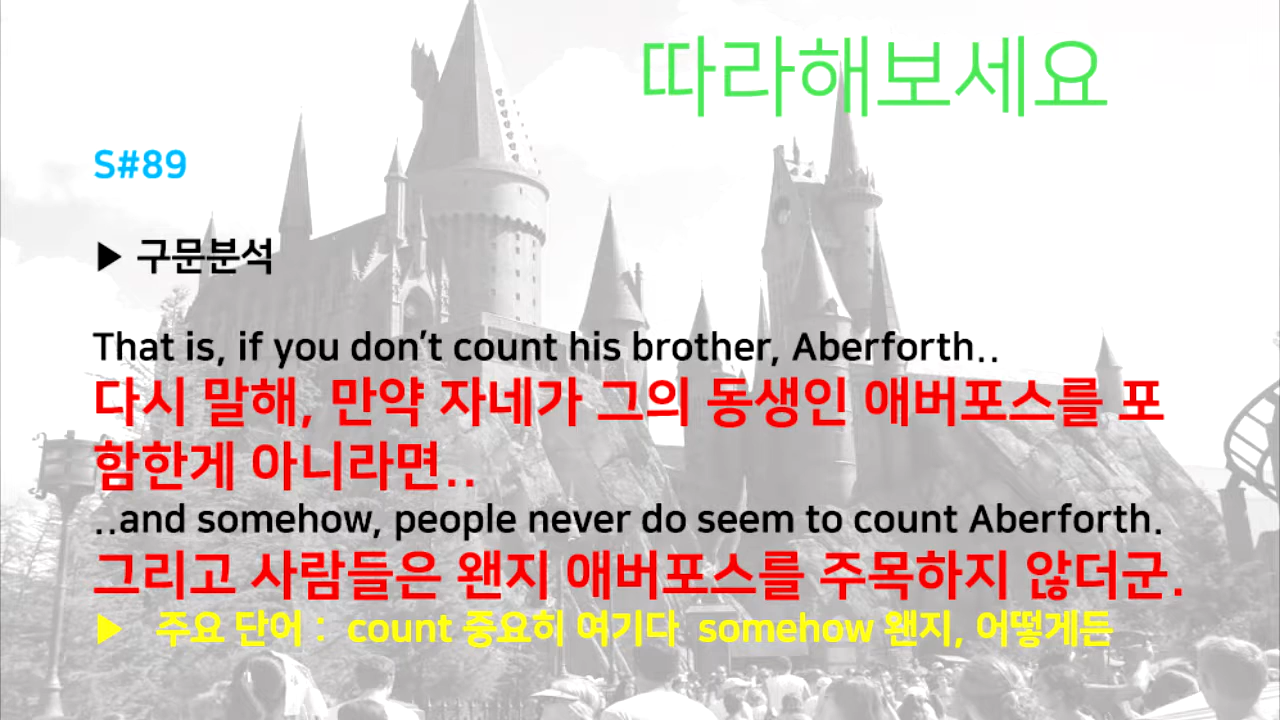 따라해보세요
S#89
▶ 구문분석
That is, if you don't count his brother, Aberforth..
다시 말해, 만약 자네가 그의 동생인 애버포스를 포
함한게 아니라면..
..and somehow, people never do seem to count Aberforth.
그리고 사람들은 왠지 애버포스를 주목하지 않더군.
▶ 주요 단어 : count 중요히 여기다 somehow 왠지, 어떻게든